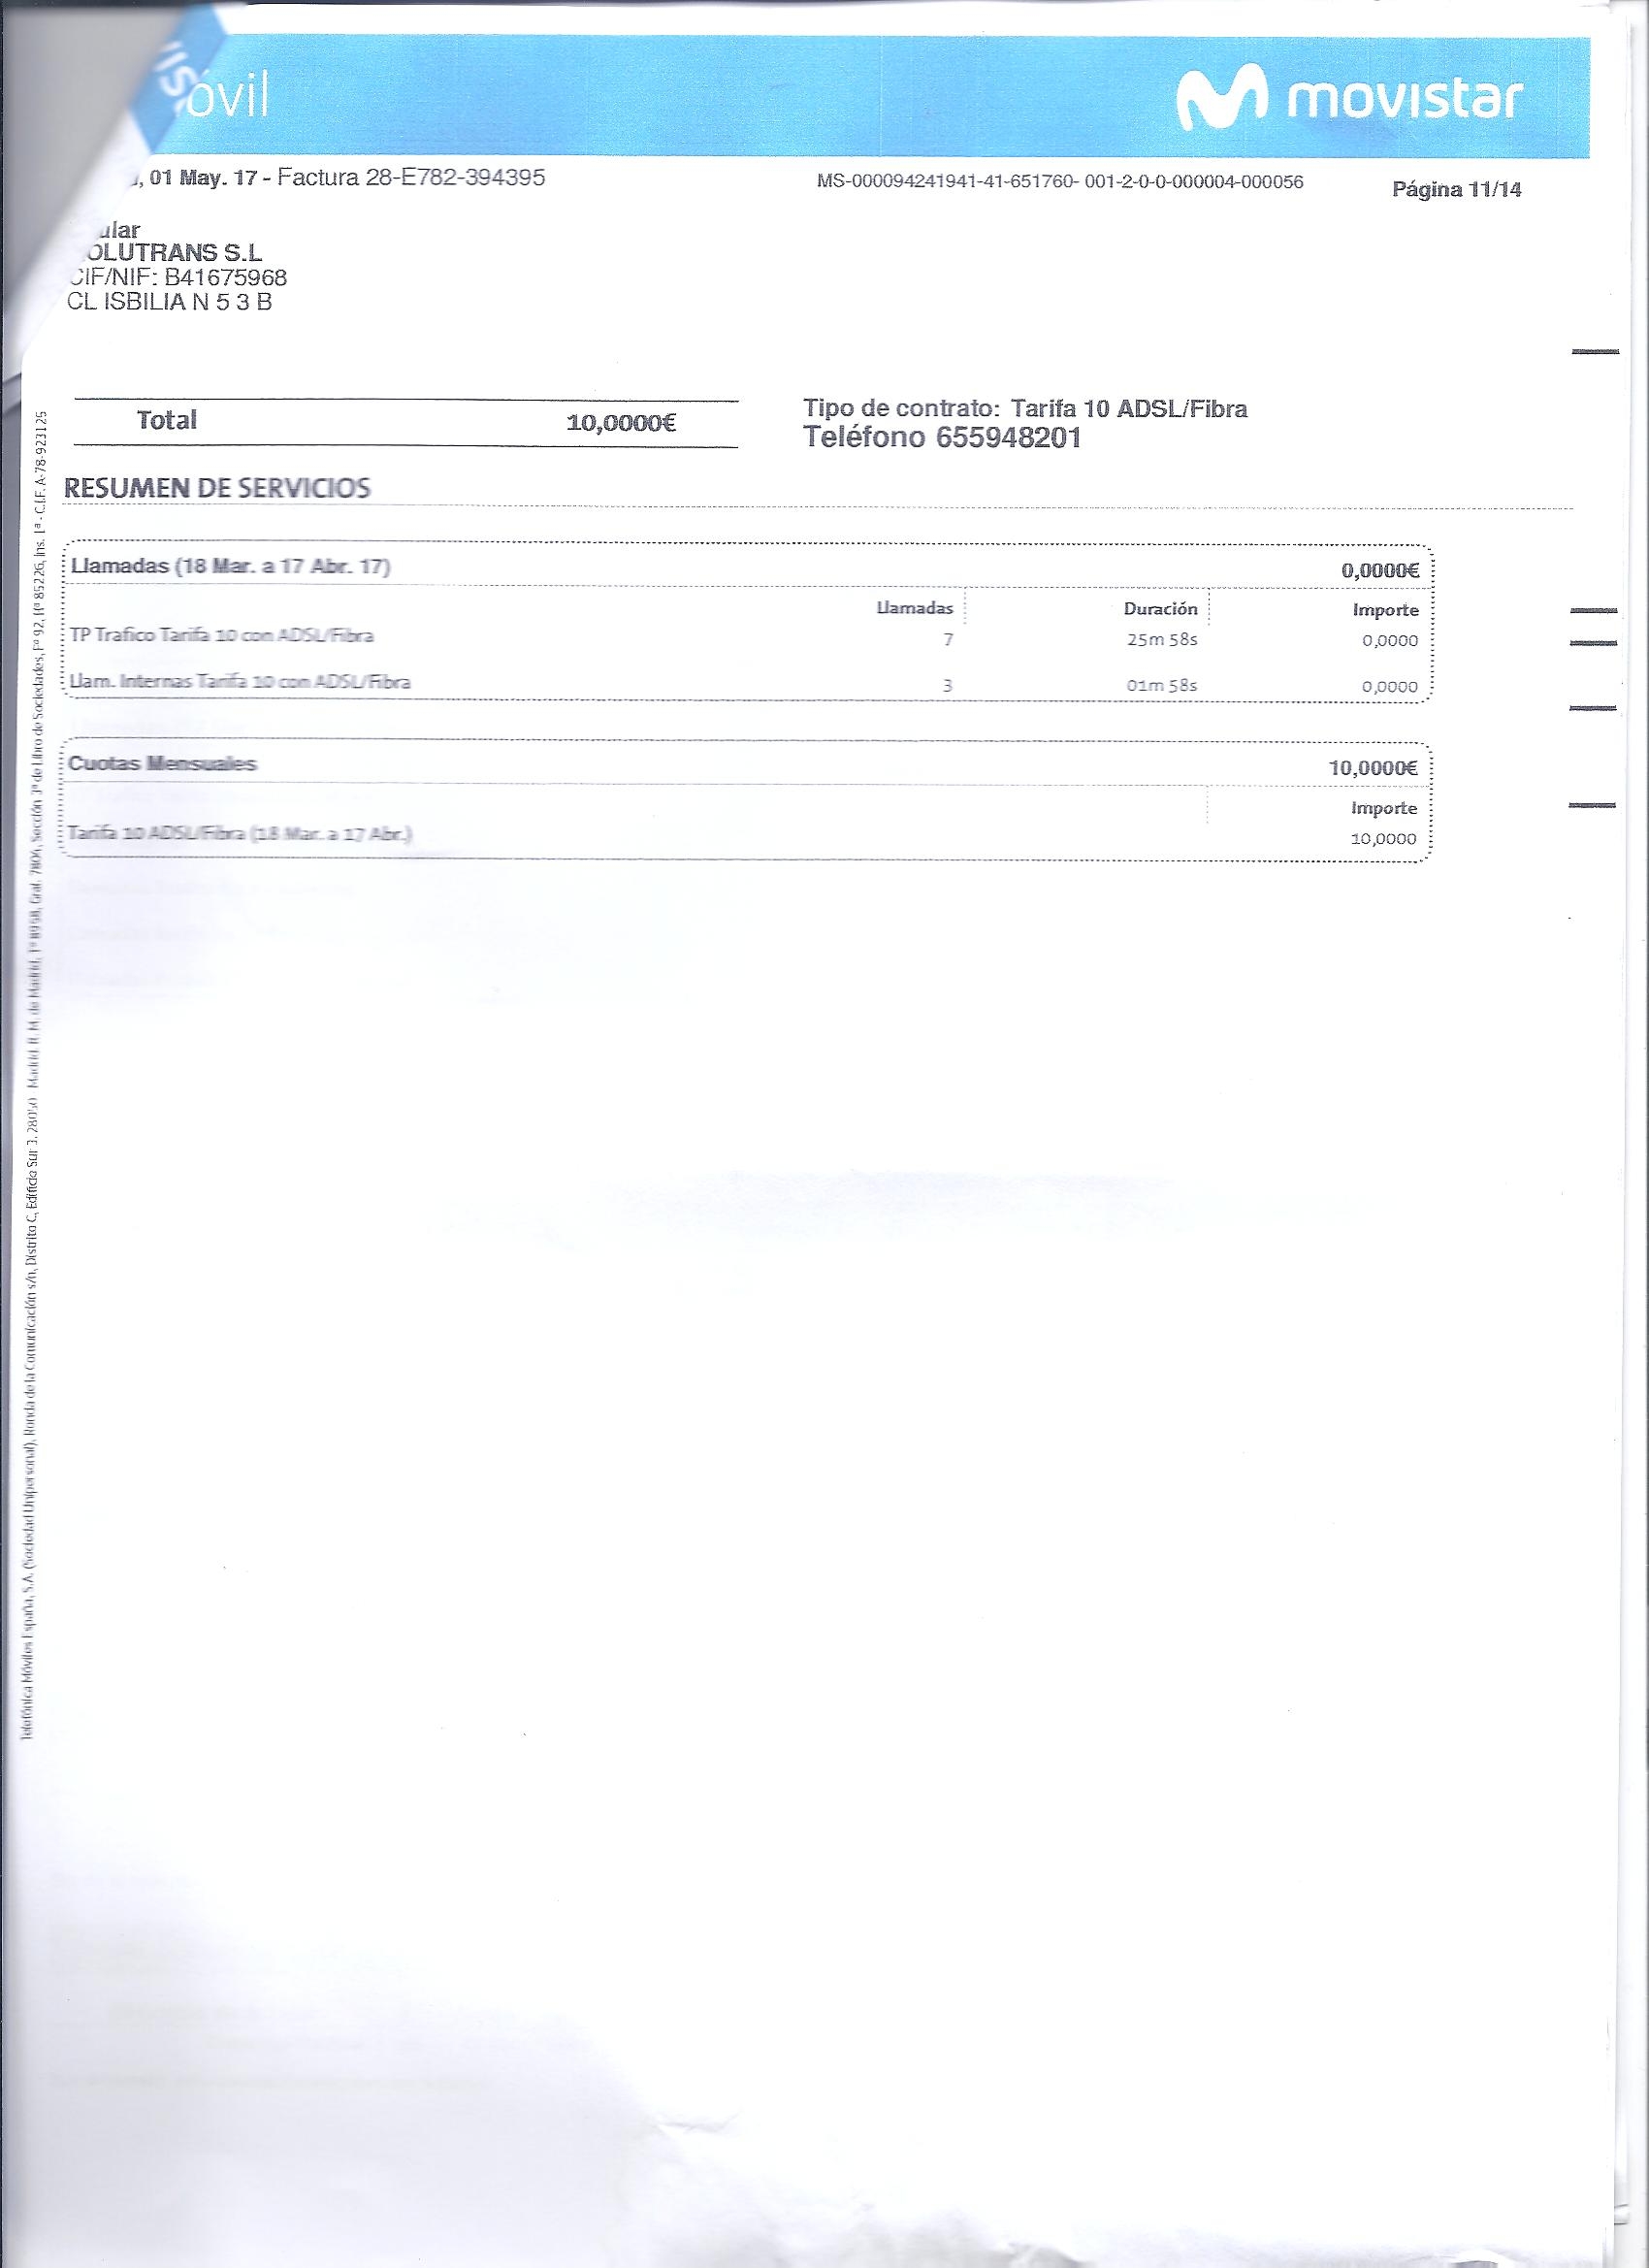 óvil
movistar
, 01 May. 17 - Factura 28-E782-394395
MS-000094241941-41-651760- 001-2-0-0-000004-000056
Página 11/14
ular
OLUTRANS S.L
CIF/NIF: B41675968
CL ISBILIA N 5 3 B
Total 10,0000€
Tipo de contrato: Tarifa 10 ADSL/Fibra
Teléfono 655948201
RESUMEN DE SERVICIOS
Llamadas (18 Mar. a 17 Abr. 17) 0,0000€
Llamadas Duración Importe
TP Trafico Tarifa 10 con ADSL/Fibra 7 25m 58s 0,0000
Llam. Internas Tarifa 10 con ADSL/Fibra 3 01m 58s 0,0000
Cuotas Mensuales 10,0000€
Importe
Tarifa 10 ADSL/Fibra (18 Mar. a 17 Abr.) 10,0000
Telefónica Móviles España, S.A. (Sociedad Unipersonal), Ronda de la Comunicación s/n, Distrito C, Edificio Sur 3, 28050 Madrid. R. M. de Madrid, Tº 8958, Gral. 7804, Sección 3ª de Libro de Sociedades, Fº 92, Hª 85226, Ins. 1ª - C.I.F. A-78-923125